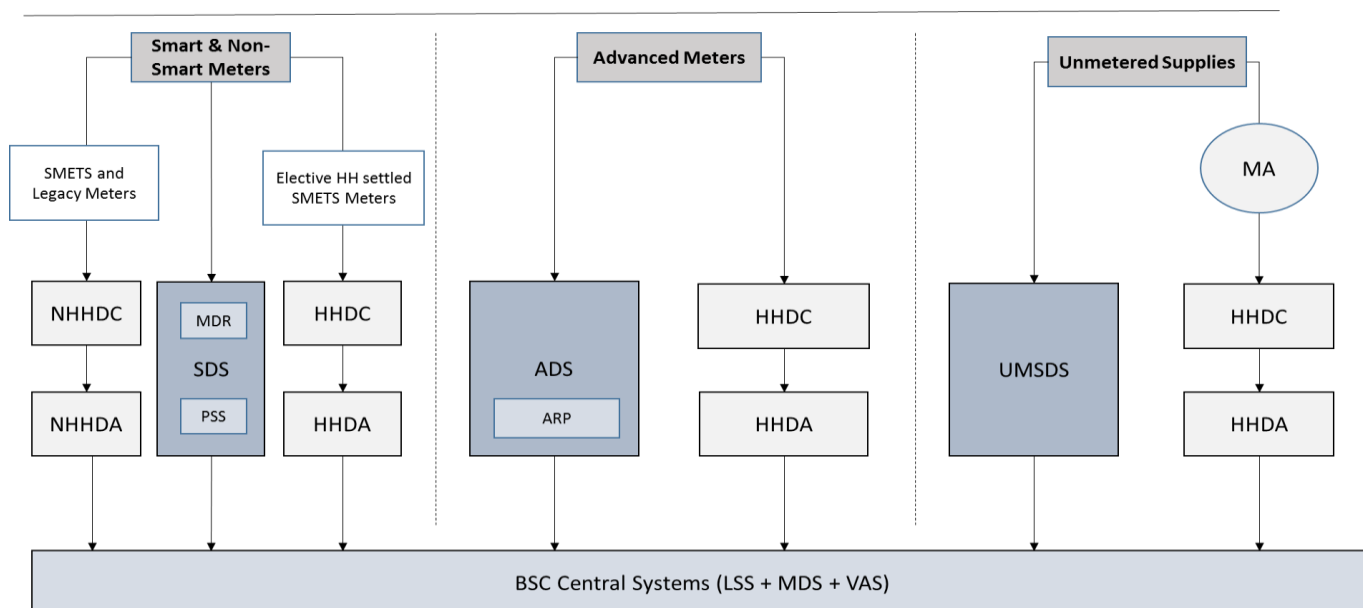 Smart & Non-
Smart Meters
Advanced Meters
Unmetered Supplies
SMETS and
Legacy Meters
Elective HH settled
SMETS Meters
MA
NHHDC
MDR
SDS
PSS
HHDC
ADS
ARP
HHDC
UMSDS
HHDC
NHHDA
HHDA
HHDA
HHDA
BSC Central Systems (LSS + MDS + VAS)